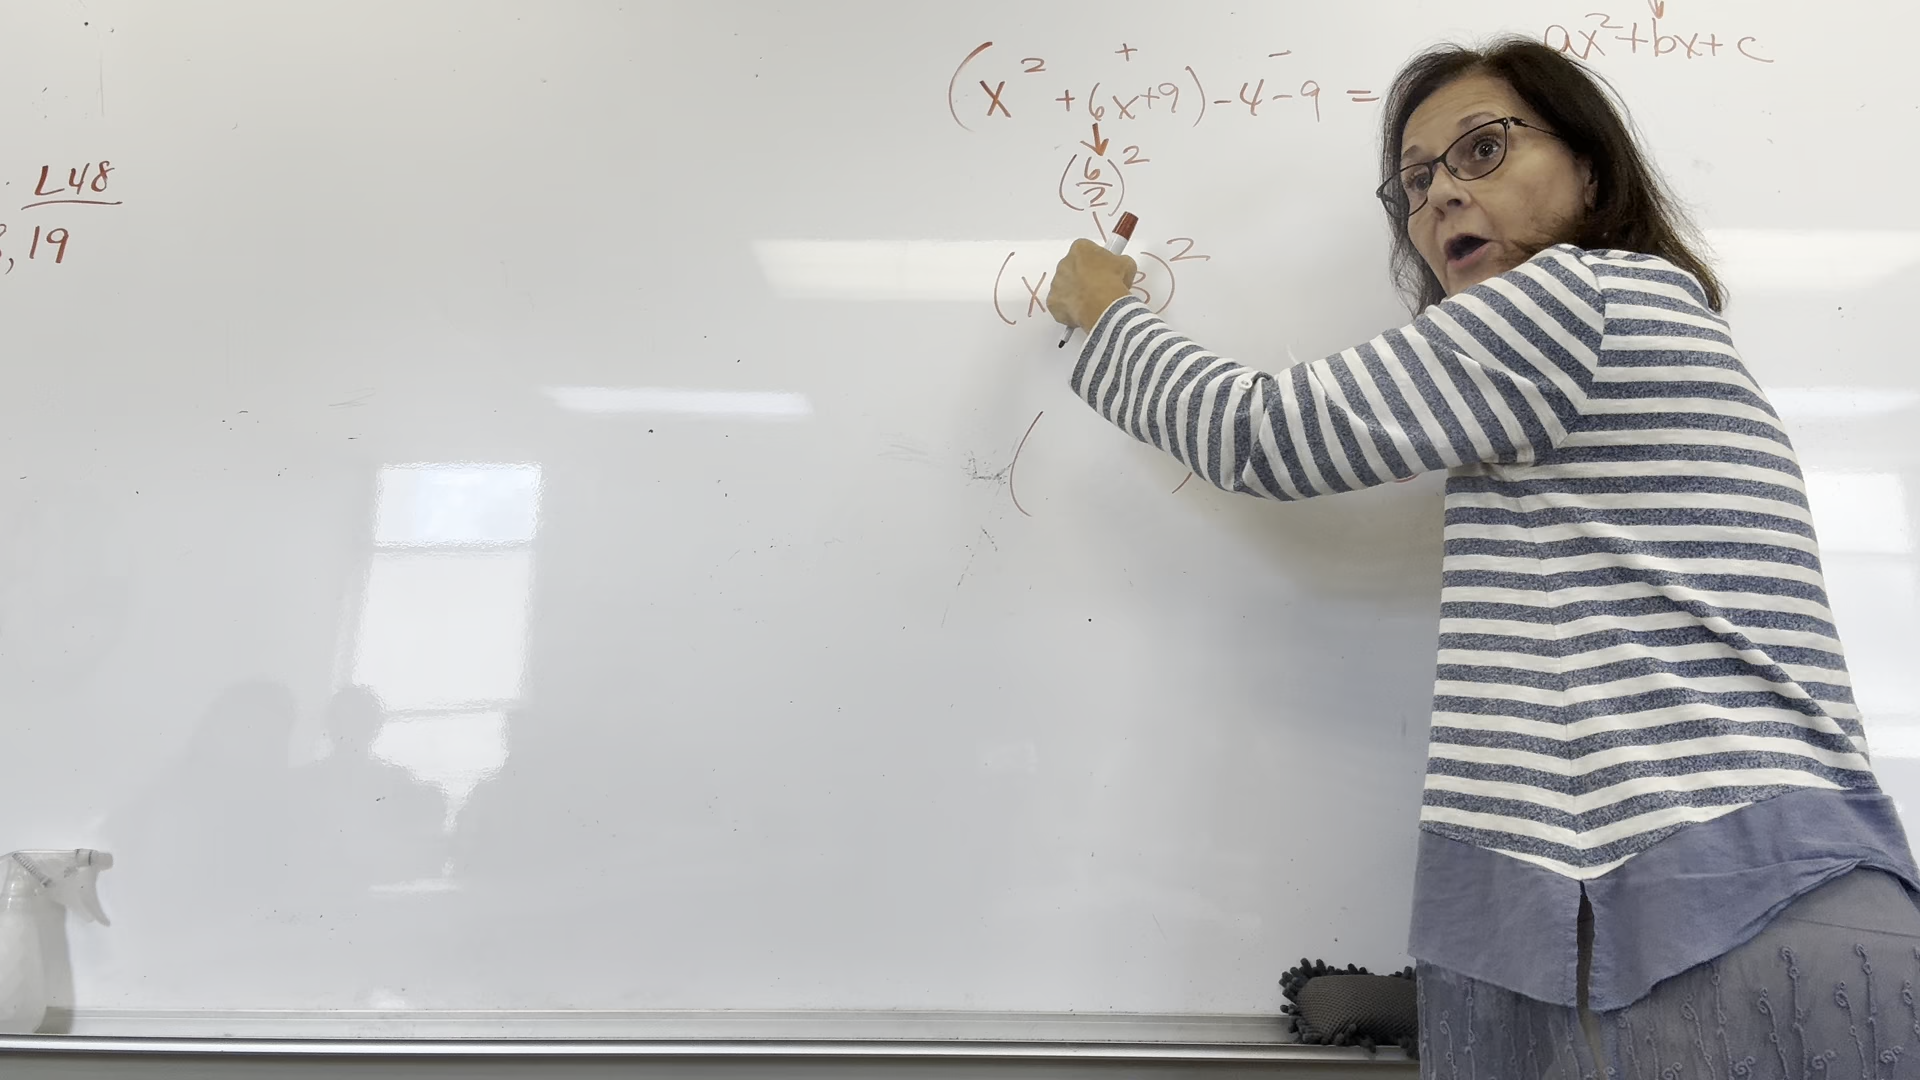 ax²+bx+c
+ −
(x² +6x+9)-4-9 =
(6/2)²
L48
(x 3)²
, 19
(